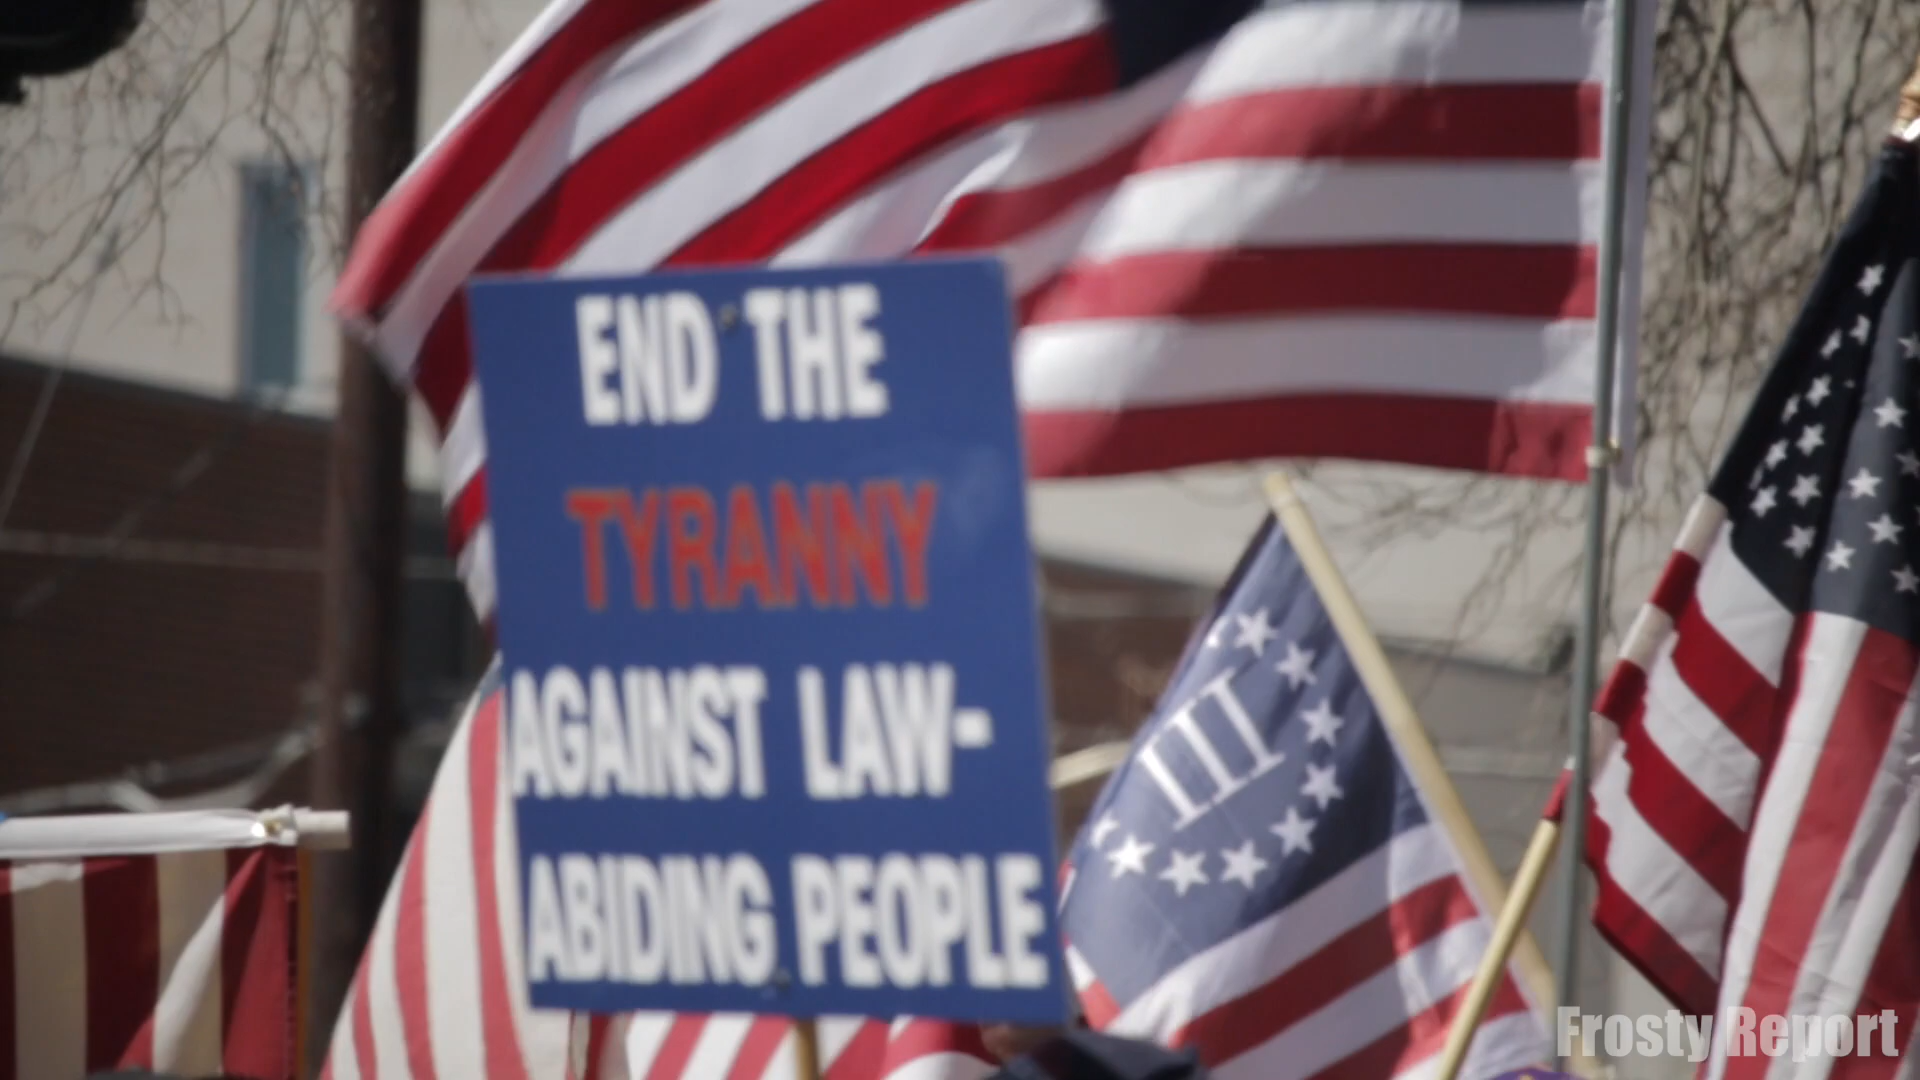 END THE
TYRANNY
AGAINST LAW-
ABIDING PEOPLE
III
Frosty Report